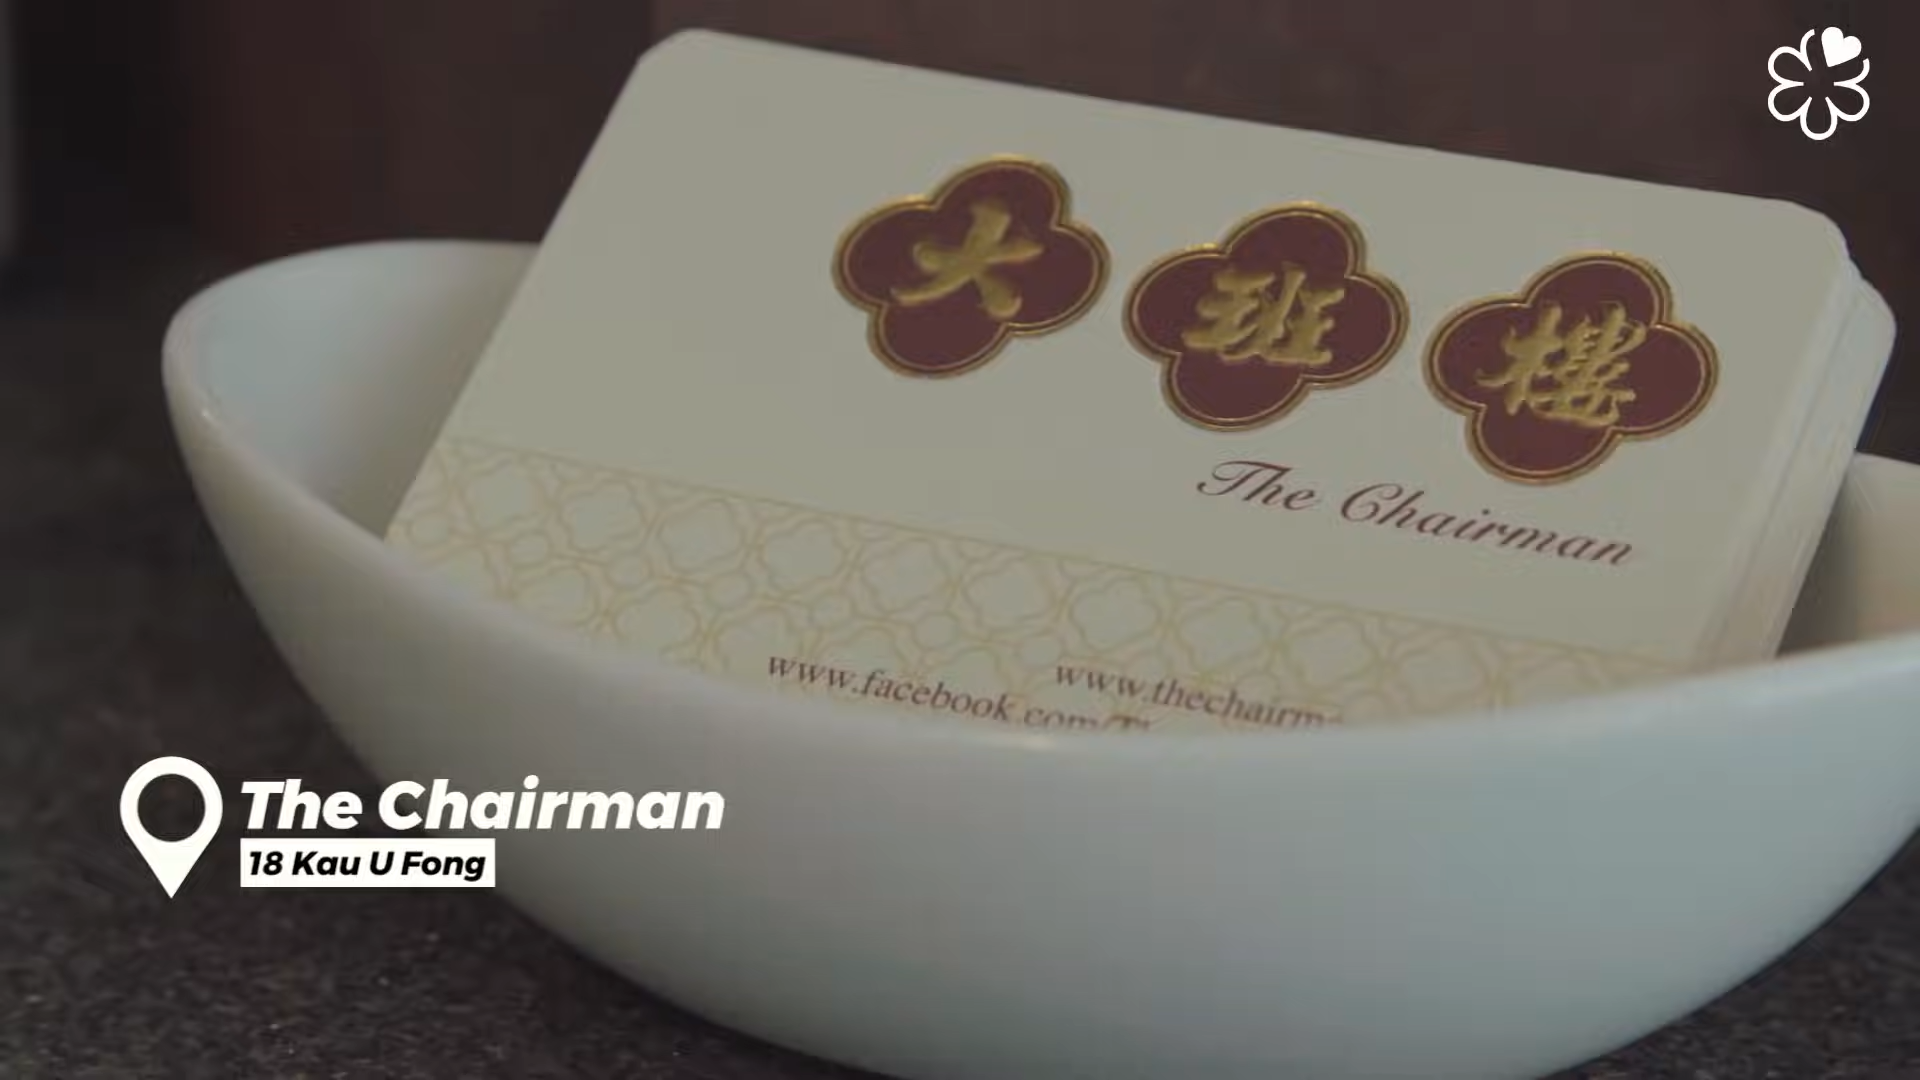 大班樓
The Chairman
www.thechairm
www.facebook.com/T
The Chairman
18 Kau U Fong